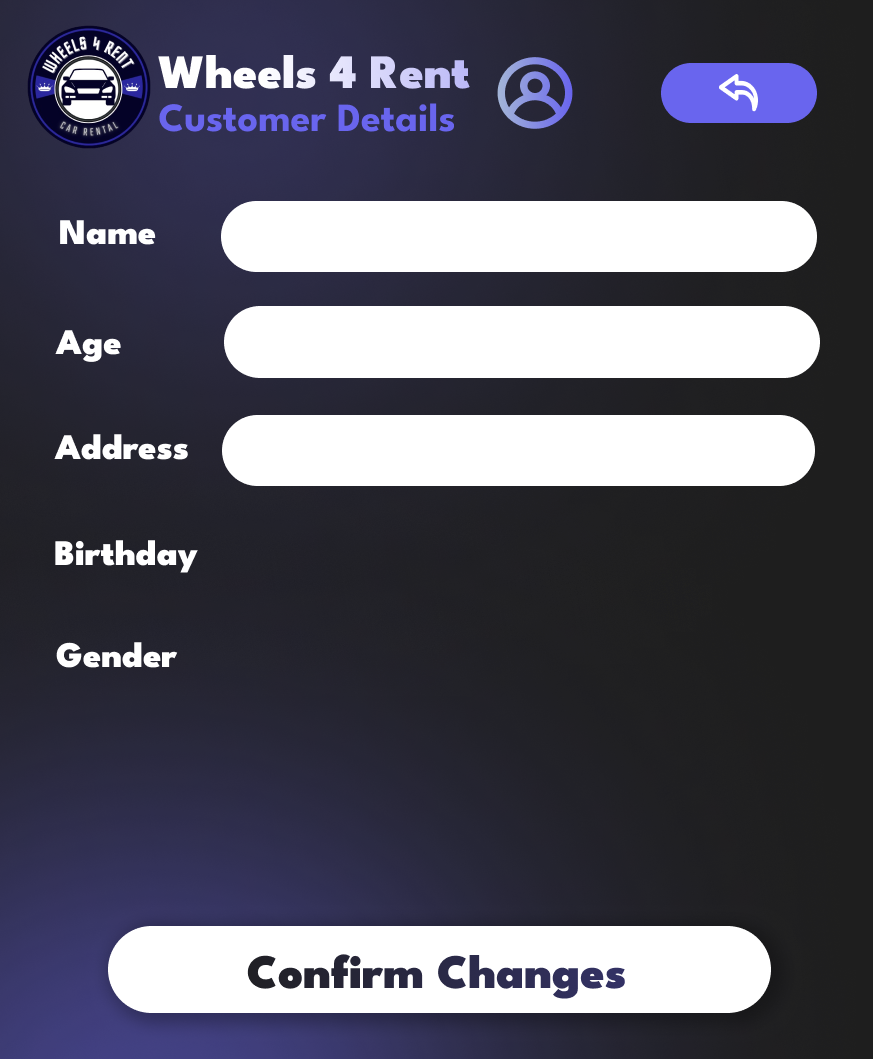 WHEELS 4 RENT
CAR RENTAL
Wheels 4 Rent
Customer Details
Name
Age
Address
Birthday
Gender
Confirm Changes